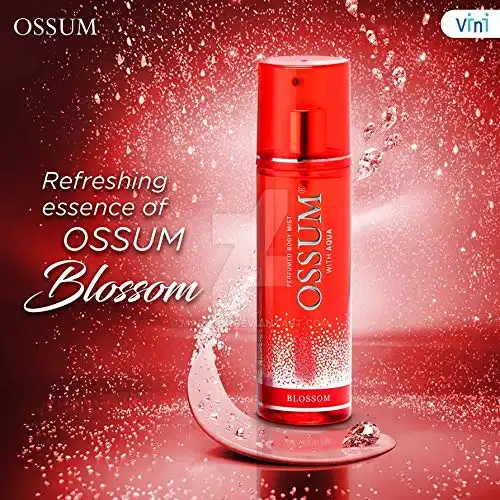 OSSUM
Vini
Refreshing
essence of
OSSUM
Blossom
PERFUMED BODY MIST
OSSUM®
WITH AQUA
BLOSSOM